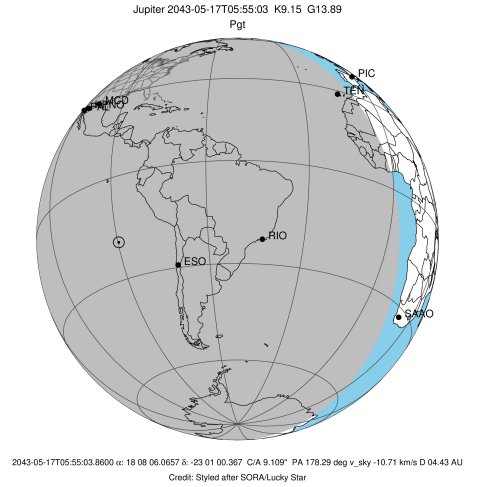 Jupiter 2043-05-17T05:55:03 K9.15 G13.89
Pgt
PIC
TEN
MCD
RIO
ESO
SAAO
2043-05-17T05:55:03.8600 α: 18 08 06.0657 δ: -23 01 00.367 C/A 9.109" PA 178.29 deg v_sky -10.71 km/s D 04.43 AU
Credit: Styled after SORA/Lucky Star